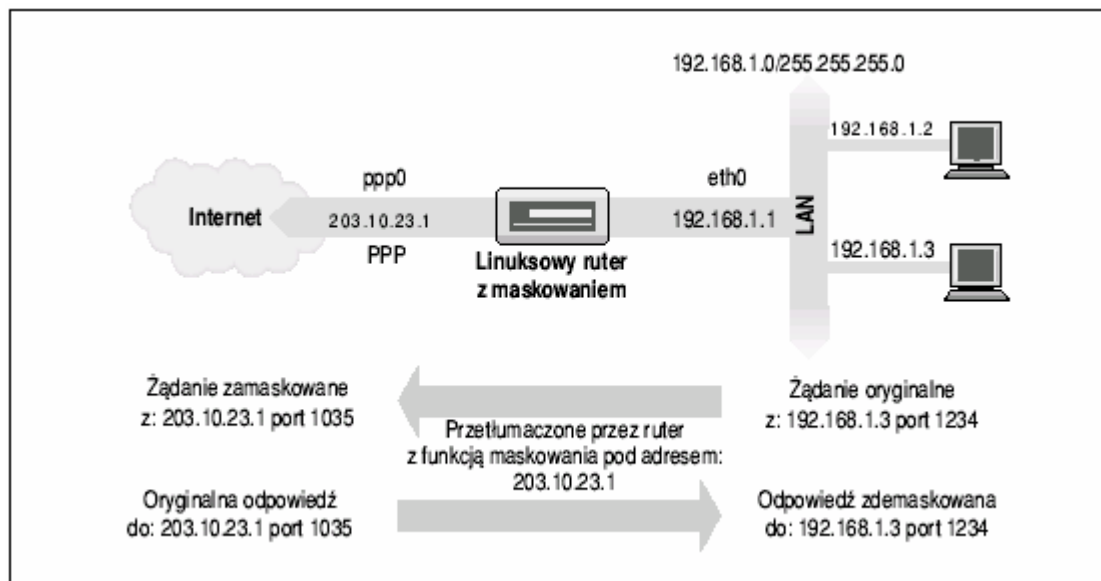 192.168.1.0/255.255.255.0
192.168.1.2
ppp0
eth0
Internet
203.10.23.1
192.168.1.1
LAN
PPP
Linuksowy ruter
z maskowaniem
192.168.1.3
Żądanie zamaskowane
z: 203.10.23.1 port 1035
Żądanie oryginalne
z: 192.168.1.3 port 1234
Przetłumaczone przez ruter
z funkcją maskowania pod adresem:
203.10.23.1
Oryginalna odpowiedź
do: 203.10.23.1 port 1035
Odpowiedź zdemaskowana
do: 192.168.1.3 port 1234